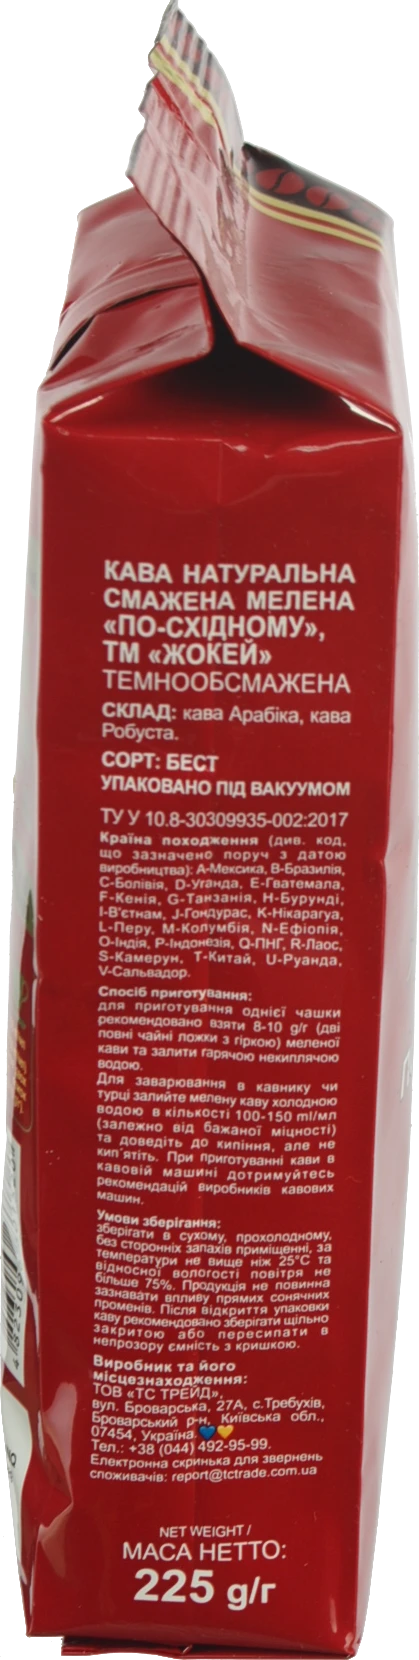 КАВА НАТУРАЛЬНА
СМАЖЕНА МЕЛЕНА
«ПО-СХІДНОМУ»,
ТМ «ЖОКЕЙ»
ТЕМНООБСМАЖЕНА
СКЛАД: кава Арабіка, кава
Робуста.
СОРТ: БЕСТ
УПАКОВАНО ПІД ВАКУУМОМ
ТУ У 10.8-30309935-002:2017
Країна походження (див. код,
що зазначено поруч з датою
виробництва): A-Мексика, B-Бразилія,
C-Болівія, D-Уганда, E-Гватемала,
F-Кенія, G-Танзанія, H-Бурунді,
I-В'єтнам, J-Гондурас, K-Нікарагуа,
L-Перу, M-Колумбія, N-Ефіопія,
O-Індія, P-Індонезія, Q-ПНГ, R-Лаос,
S-Камерун, T-Китай, U-Руанда,
V-Сальвадор.
Спосіб приготування:
для приготування однієї чашки
рекомендовано взяти 8-10 g/г (дві
повні чайні ложки з гіркою) меленої
кави та залити гарячою некиплячою
водою.
Для заварювання в кавнику чи
турці залийте мелену каву холодною
водою в кількості 100-150 ml/мл
(залежно від бажаної міцності)
та доведіть до кипіння, але не
кип'ятіть. При приготуванні кави в
кавовій машині дотримуйтесь
рекомендацій виробників кавових
машин.
Умови зберігання:
зберігати в сухому, прохолодному,
без сторонніх запахів приміщенні, за
температури не вище ніж 25°С та
відносної вологості повітря не
більше 75%. Продукція не повинна
зазнавати впливу прямих сонячних
променів. Після відкриття упаковки
каву рекомендовано зберігати щільно
закритою або пересипати в
непрозору ємність з кришкою.
Виробник та його
місцезнаходження:
ТОВ «ТС ТРЕЙД»,
вул. Броварська, 27А, с.Требухів,
Броварський р-н, Київська обл.,
07454, Україна 💙💛
Тел.: +38 (044) 492-95-99.
Електронна скринька для звернень
споживачів: report@tctrade.com.ua
NET WEIGHT /
МАСА НЕТТО:
225 g/г